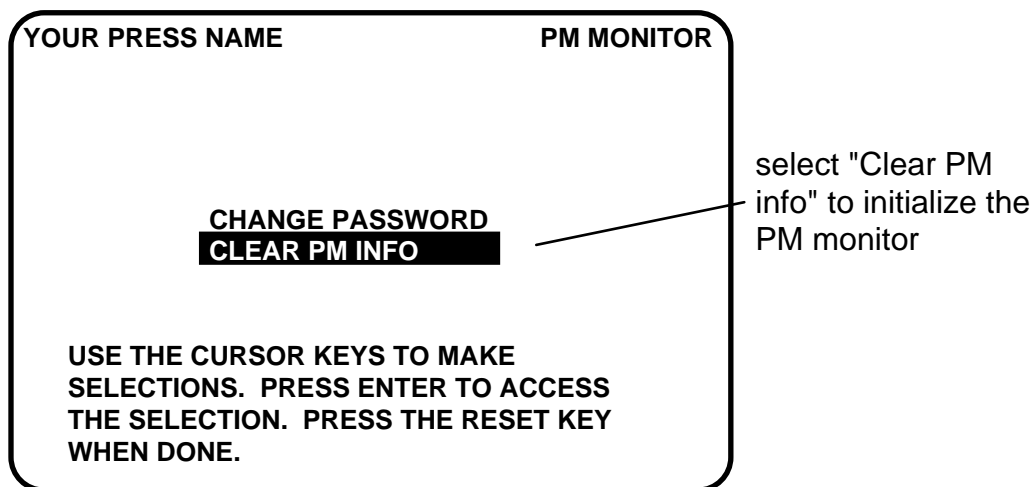 YOUR PRESS NAME PM MONITOR
CHANGE PASSWORD
CLEAR PM INFO
select "Clear PM
info" to initialize the
PM monitor
USE THE CURSOR KEYS TO MAKE
SELECTIONS. PRESS ENTER TO ACCESS
THE SELECTION. PRESS THE RESET KEY
WHEN DONE.